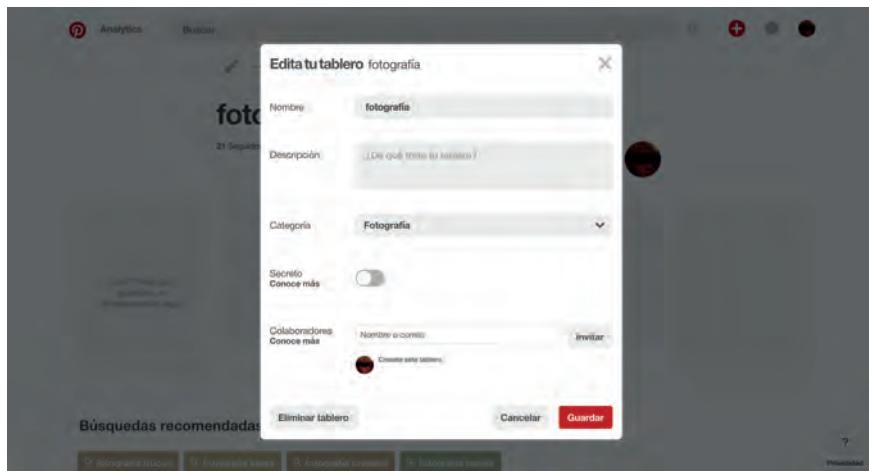 Analytics
Buscar
Edita tu tablero fotografía
foto
Nombre
fotografía
21
Descripción
¿De qué trata tu tablero?
Categoría
Fotografía
Secreto
Conoce más
Colaboradores
Conoce más
Nombre o correo
Invitar
Creaste este tablero.
Búsquedas recomendadas
Eliminar tablero
Cancelar
Guardar
?
Privacidad